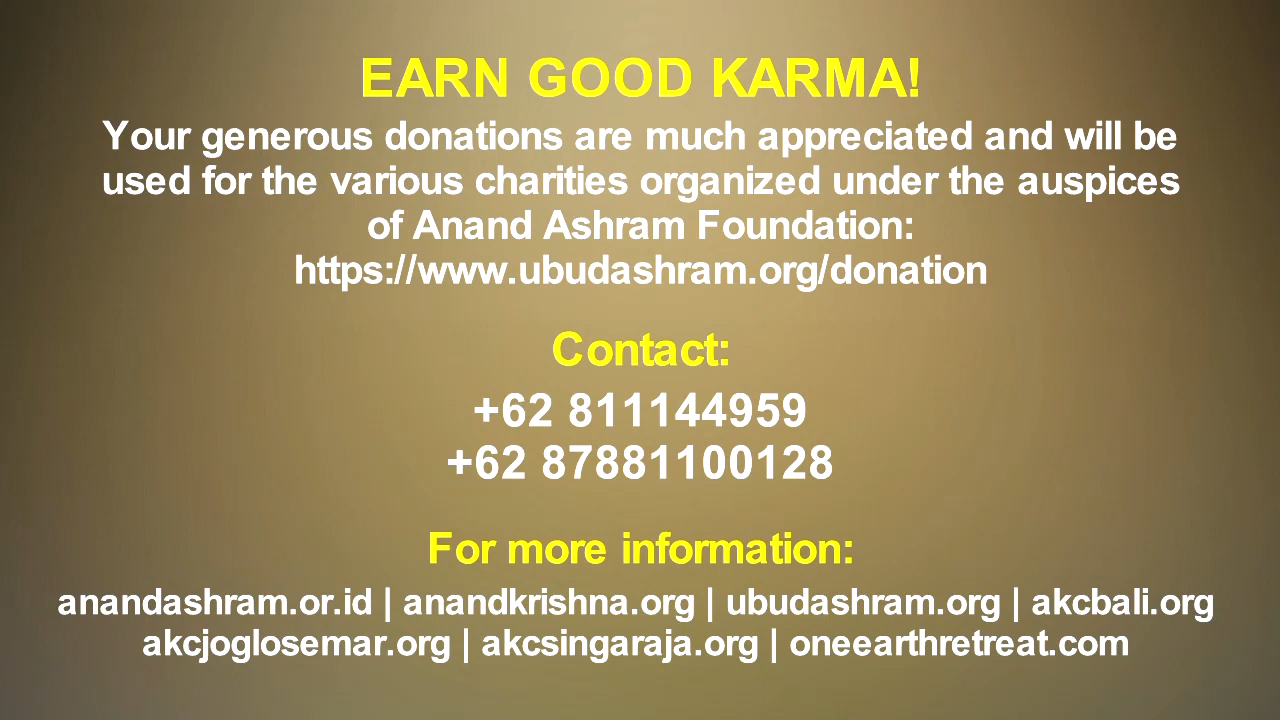 EARN GOOD KARMA!
Your generous donations are much appreciated and will be
used for the various charities organized under the auspices
of Anand Ashram Foundation:
https://www.ubudashram.org/donation
Contact:
+62 811144959
+62 87881100128
For more information:
anandashram.or.id | anandkrishna.org | ubudashram.org | akcbali.org
akcjoglosemar.org | akcsingaraja.org | oneearthretreat.com